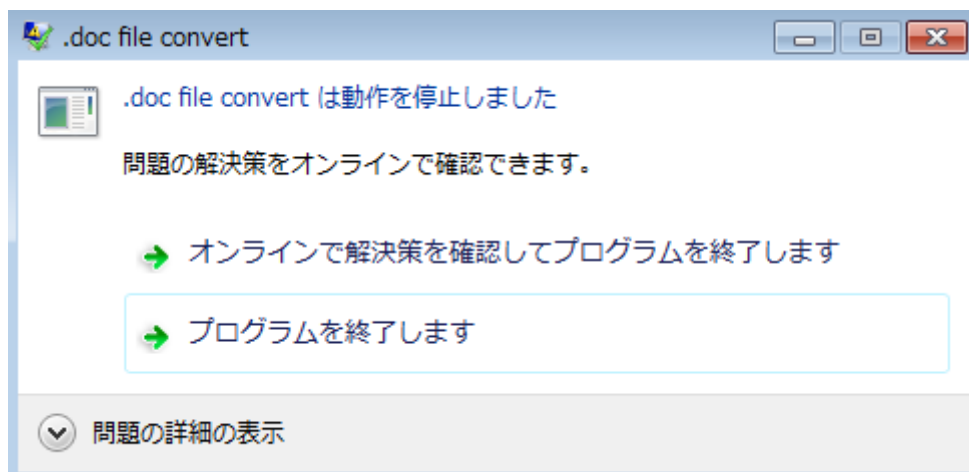 .doc file convert
.doc file convert は動作を停止しました
問題の解決策をオンラインで確認できます。
オンラインで解決策を確認してプログラムを終了します
プログラムを終了します
問題の詳細の表示